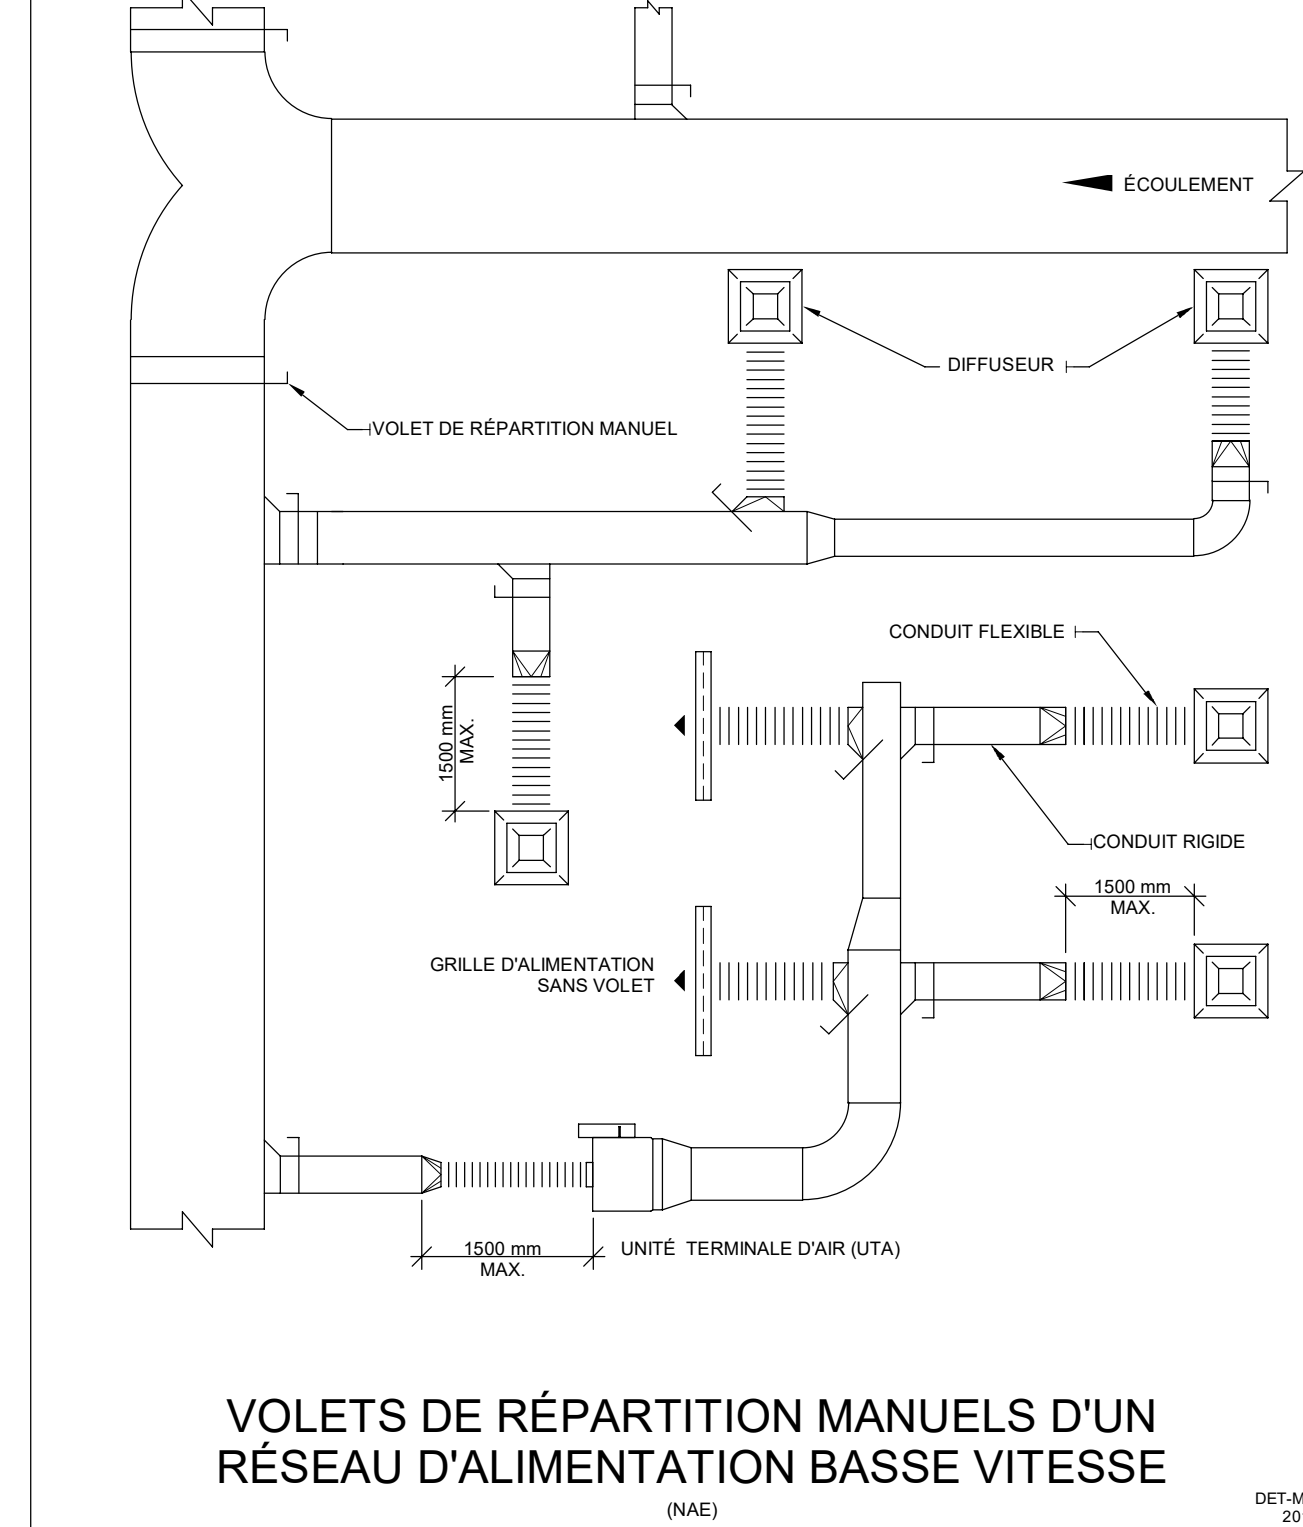 ÉCOULEMENT
DIFFUSEUR
VOLET DE RÉPARTITION MANUEL
CONDUIT FLEXIBLE
1500 mm
MAX.
CONDUIT RIGIDE
1500 mm
MAX.
GRILLE D'ALIMENTATION
SANS VOLET
1500 mm
MAX.
UNITÉ TERMINALE D'AIR (UTA)
VOLETS DE RÉPARTITION MANUELS D'UN
RÉSEAU D'ALIMENTATION BASSE VITESSE
(NAE)